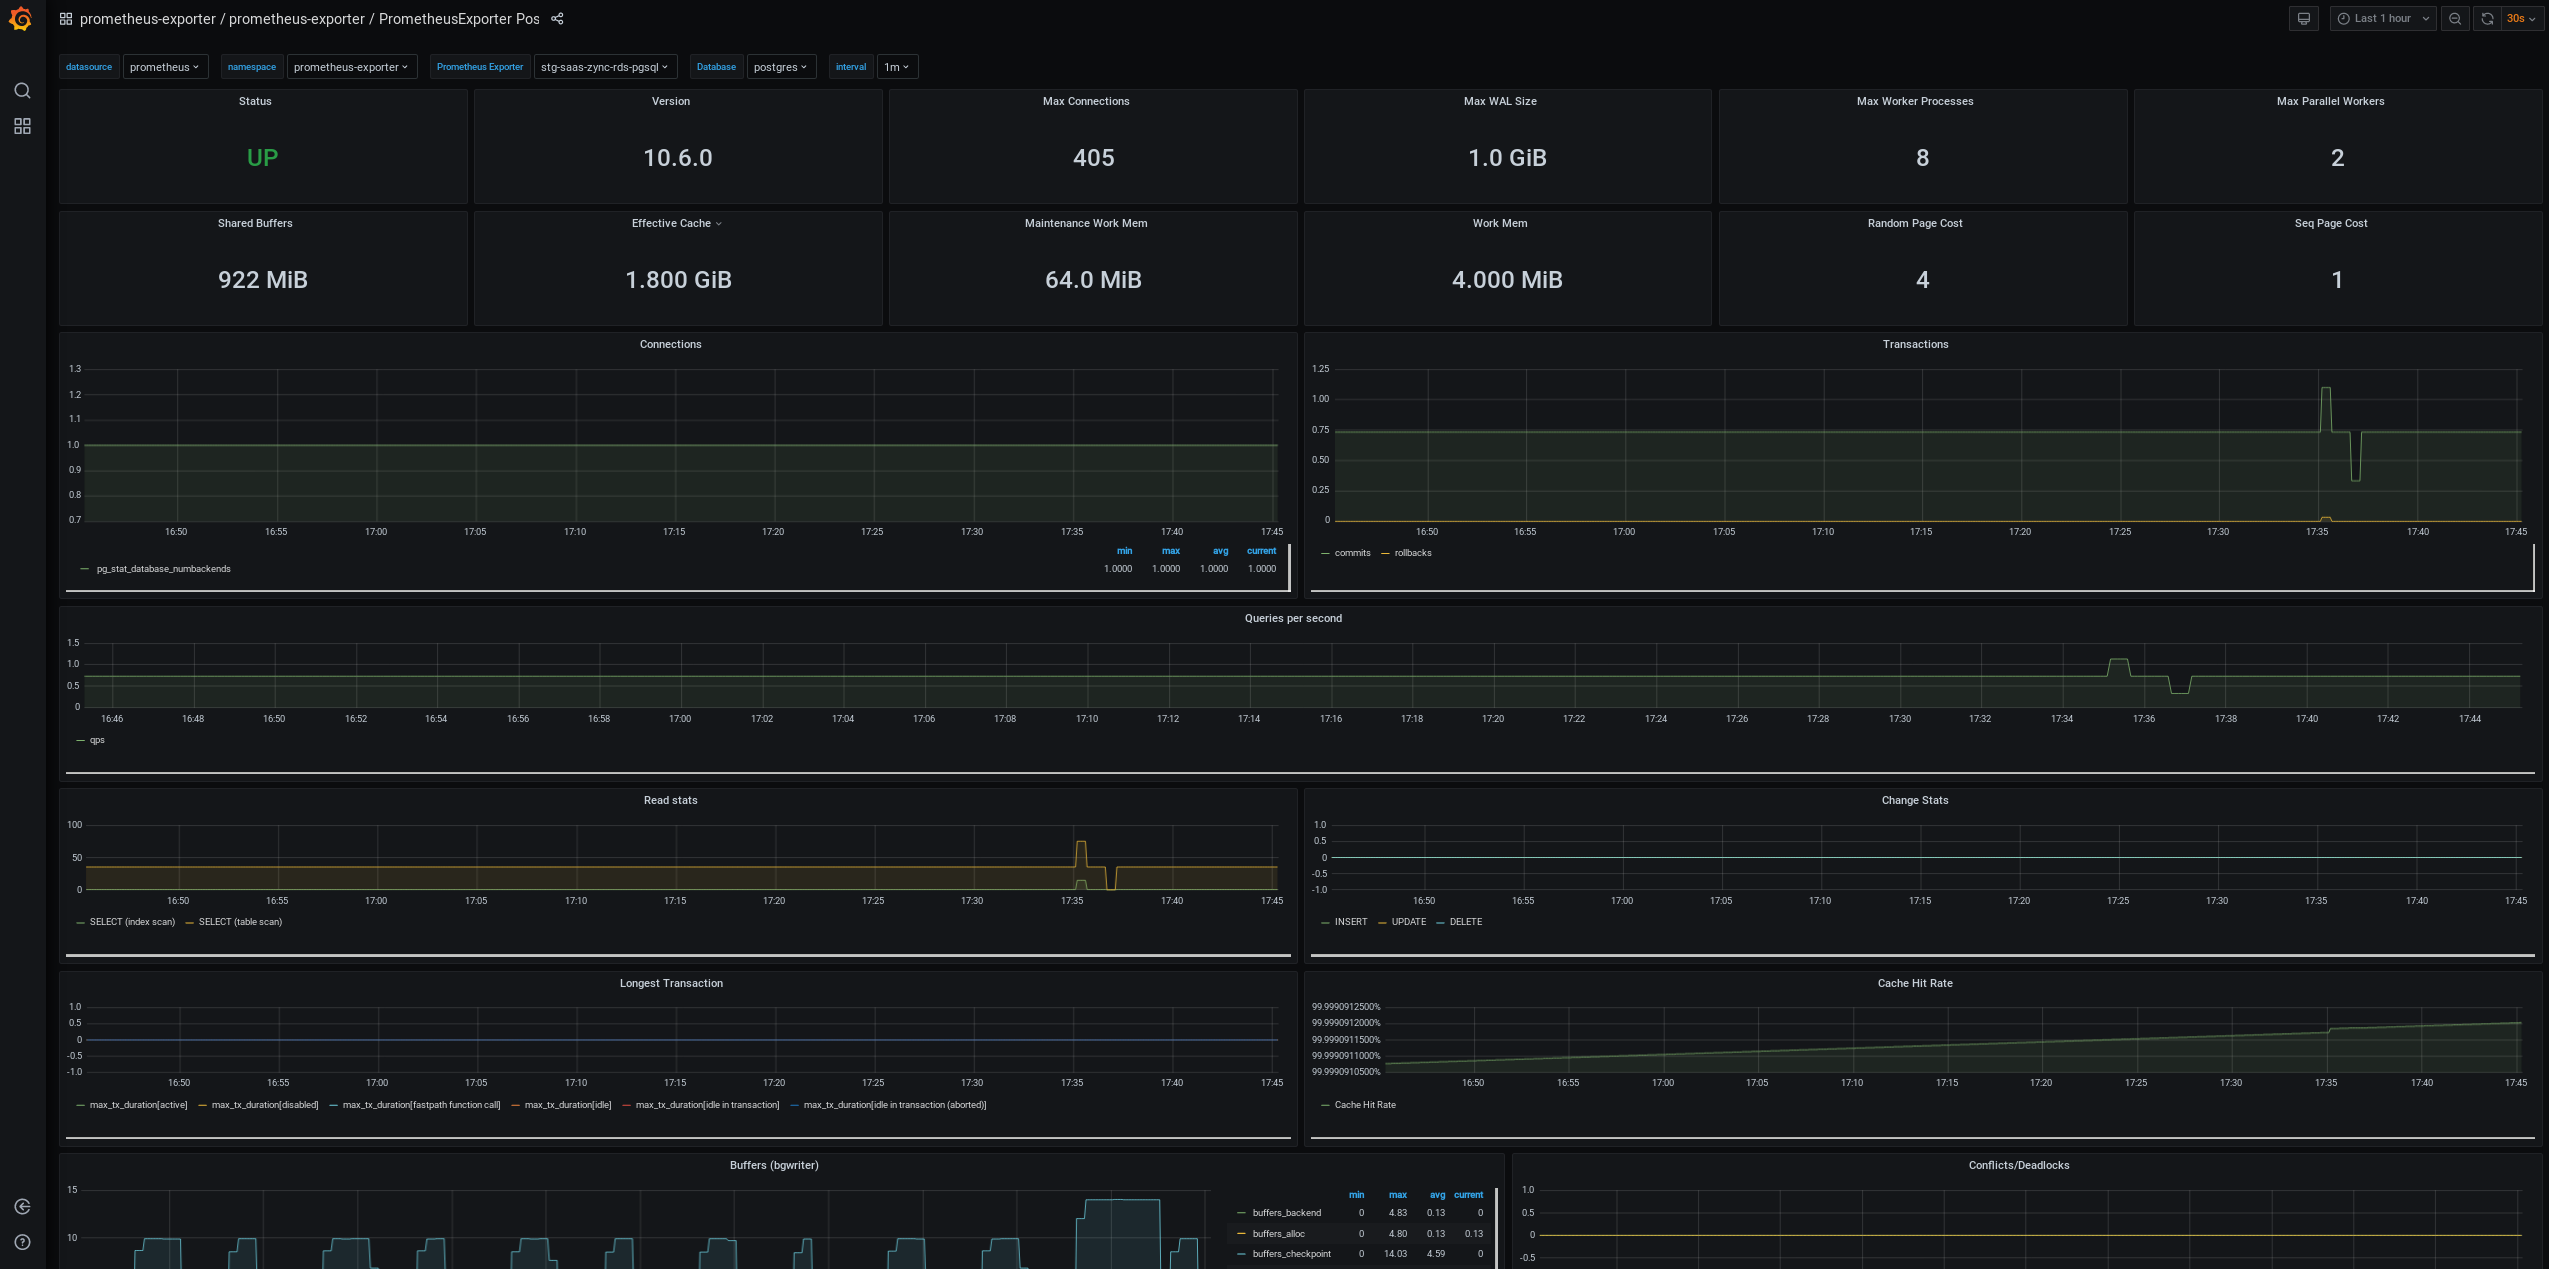 prometheus-exporter / prometheus-exporter / PrometheusExporter Pos
Last 1 hour 30s
datasource prometheus namespace prometheus-exporter Prometheus Exporter stg-saas-zync-rds-pgsql Database postgres interval 1m
Status Version Max Connections Max WAL Size Max Worker Processes Max Parallel Workers
UP 10.6.0 405 1.0 GiB 8 2
Shared Buffers Effective Cache Maintenance Work Mem Work Mem Random Page Cost Seq Page Cost
922 MiB 1.800 GiB 64.0 MiB 4.000 MiB 4 1
Connections
1.3
1.2
1.1
1.0
0.9
0.8
0.7
16:50 16:55 17:00 17:05 17:10 17:15 17:20 17:25 17:30 17:35 17:40 17:45
min max avg current
pg_stat_database_numbackends 1.0000 1.0000 1.0000 1.0000
Transactions
1.25
1.00
0.75
0.50
0.25
0
16:50 16:55 17:00 17:05 17:10 17:15 17:20 17:25 17:30 17:35 17:40 17:45
commits rollbacks
Queries per second
1.5
1.0
0.5
0
16:46 16:48 16:50 16:52 16:54 16:56 16:58 17:00 17:02 17:04 17:06 17:08 17:10 17:12 17:14 17:16 17:18 17:20 17:22 17:24 17:26 17:28 17:30 17:32 17:34 17:36 17:38 17:40 17:42 17:44
qps
Read stats
100
50
0
16:50 16:55 17:00 17:05 17:10 17:15 17:20 17:25 17:30 17:35 17:40 17:45
SELECT (index scan) SELECT (table scan)
Change Stats
1.0
0.5
0
-0.5
-1.0
16:50 16:55 17:00 17:05 17:10 17:15 17:20 17:25 17:30 17:35 17:40 17:45
INSERT UPDATE DELETE
Longest Transaction
1.0
0.5
0
-0.5
-1.0
16:50 16:55 17:00 17:05 17:10 17:15 17:20 17:25 17:30 17:35 17:40 17:45
max_tx_duration[active] max_tx_duration[disabled] max_tx_duration[fastpath function call] max_tx_duration[idle] max_tx_duration[idle in transaction] max_tx_duration[idle in transaction (aborted)]
Cache Hit Rate
99.9990912500%
99.9990912000%
99.9990911500%
99.9990911000%
99.9990910500%
16:50 16:55 17:00 17:05 17:10 17:15 17:20 17:25 17:30 17:35 17:40 17:45
Cache Hit Rate
Buffers (bgwriter)
15
10
min max avg current
buffers_backend 0 4.83 0.13 0
buffers_alloc 0 4.80 0.13 0.13
buffers_checkpoint 0 14.03 4.59 0
Conflicts/Deadlocks
1.0
0.5
0
-0.5